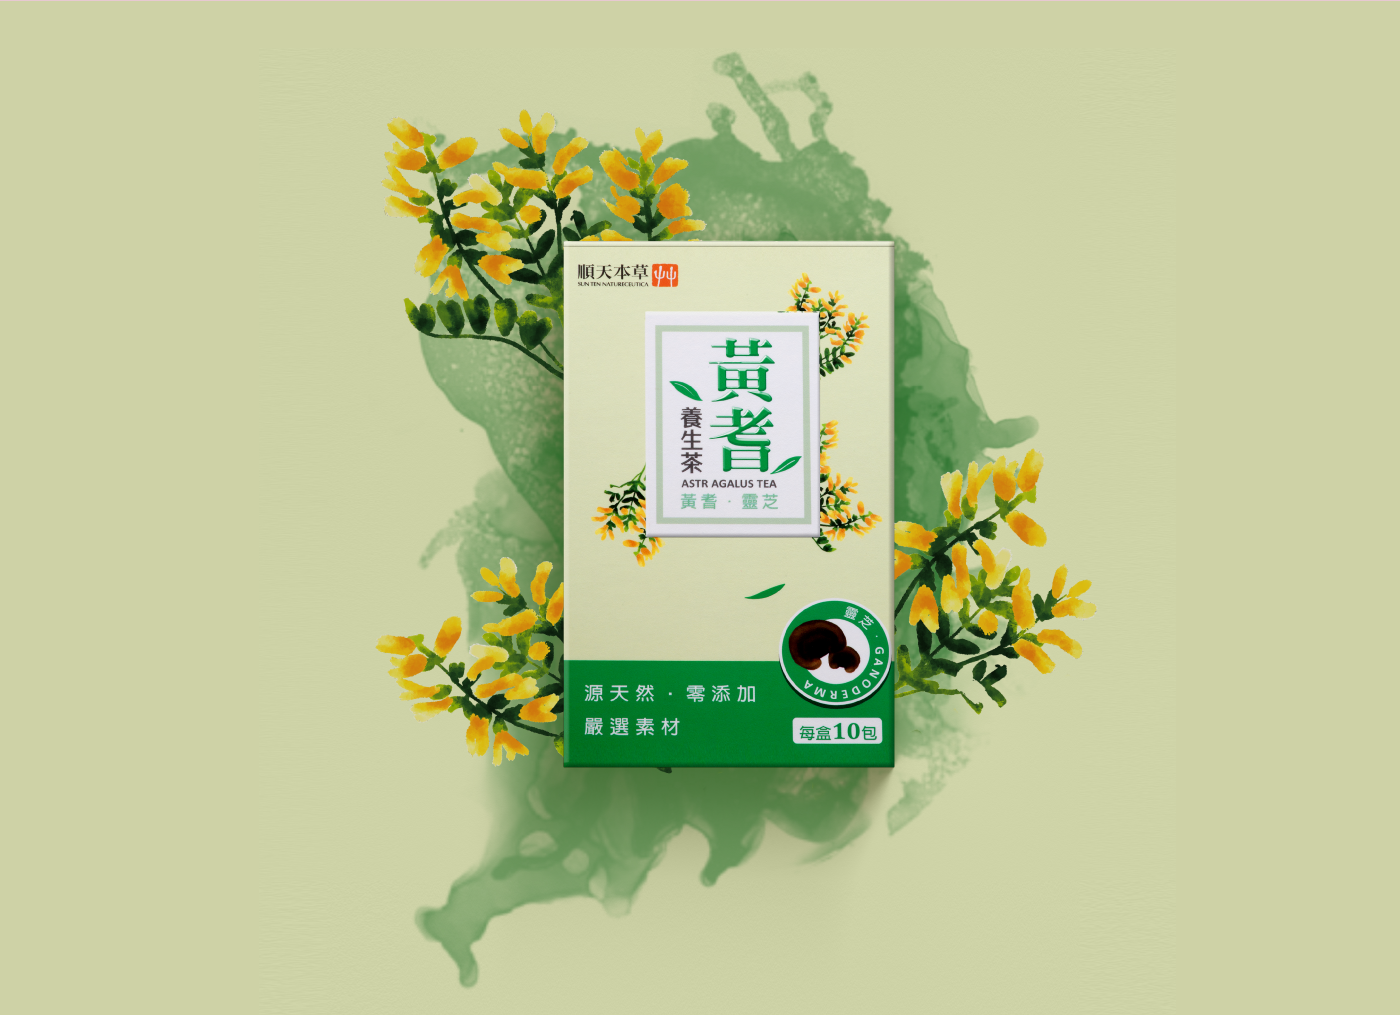 順天本草
SUN TEN NATURECEUTICA
黃耆
養生茶
ASTR AGALUS TEA
黃耆·靈芝
靈芝·GANODERMA
源天然·零添加
嚴選素材
每盒10包